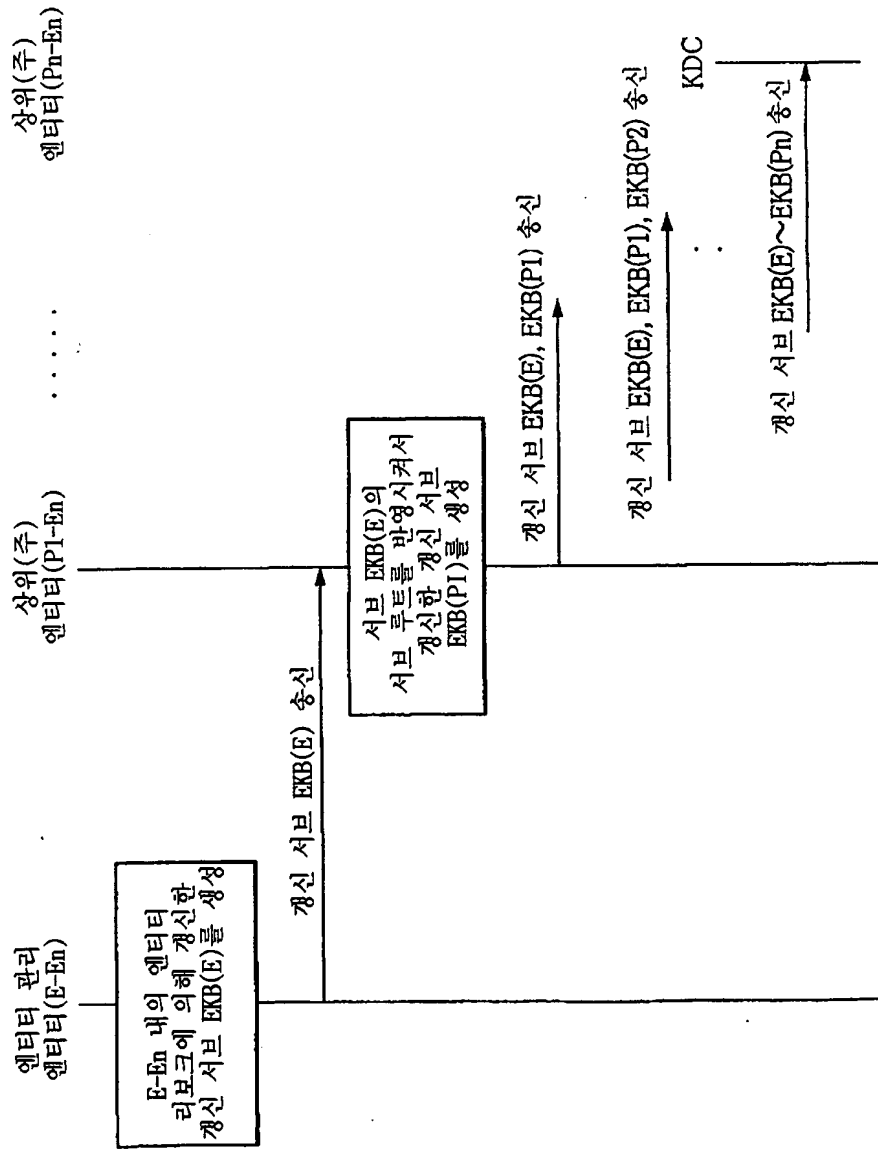 엔티티 관리
엔티티(E-En)
상위(주)
엔티티(P1-En)
.....
상위(주)
엔티티(Pn-En)
E-En 내의 엔티티
리보크에 의해 갱신한
갱신 서브 EKB(E)를 생성
갱신 서브 EKB(E) 송신
서브 EKB(E)의
서브 루트를 반영시켜서
갱신한 갱신 서브
EKB(PI)를 생성
갱신 서브 EKB(E), EKB(P1) 송신
갱신 서브 EKB(E), EKB(P1), EKB(P2) 송신
..
KDC
갱신 서브 EKB(E)~EKB(Pn) 송신